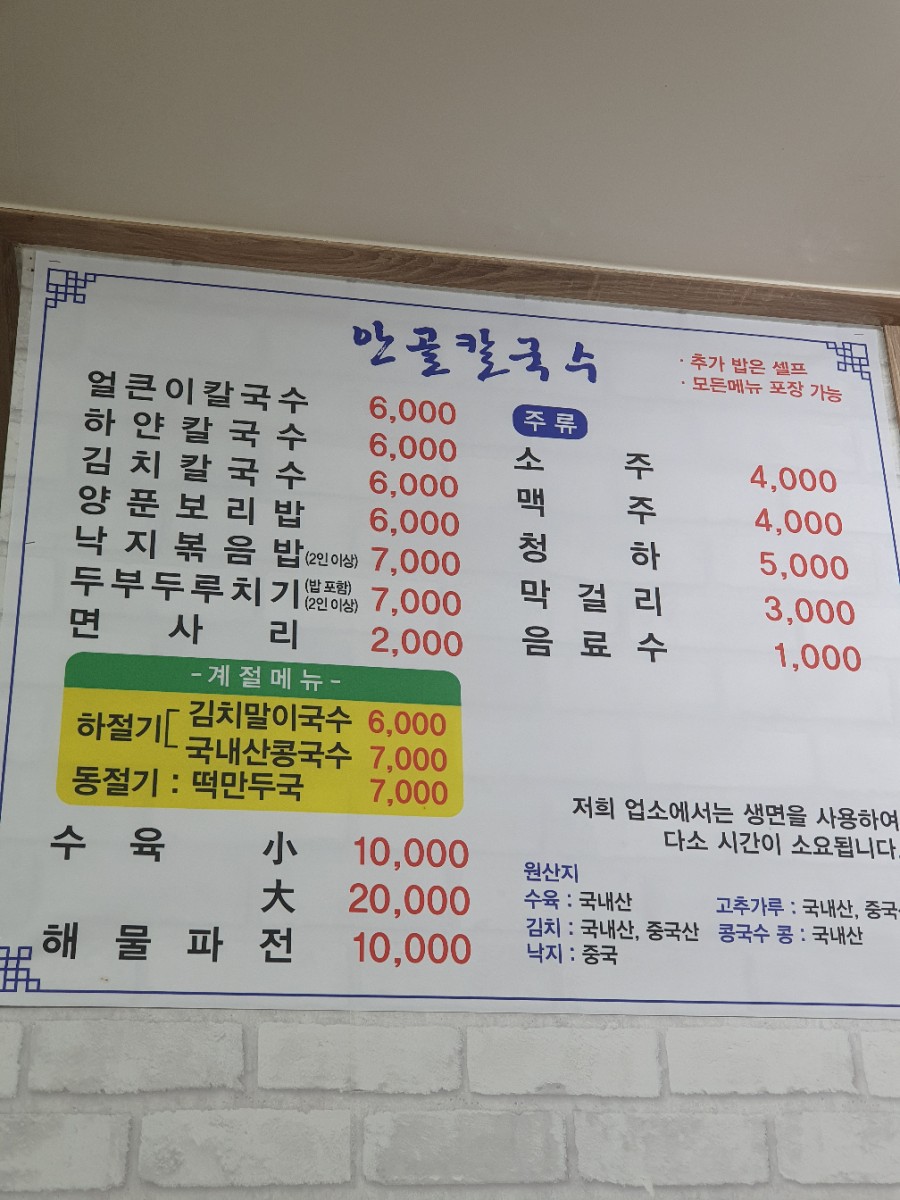 안골칼국수
· 추가 밥은 셀프
· 모든메뉴 포장 가능
얼큰이칼국수 6,000
하얀칼국수 6,000
김치칼국수 6,000
양푼보리밥 6,000
낙지볶음밥 (2인 이상) 7,000
두부두루치기 (밥 포함) (2인 이상) 7,000
면사리 2,000
-계절메뉴-
하절기 [ 김치말이국수 6,000
국내산콩국수 7,000
동절기 : 떡만두국 7,000
수육 小 10,000
大 20,000
해물파전 10,000
주류
소주 4,000
맥주 4,000
청하 5,000
막걸리 3,000
음료수 1,000
저희 업소에서는 생면을 사용하여
다소 시간이 소요됩니다.
원산지
수육 : 국내산 고추가루 : 국내산, 중국
김치 : 국내산, 중국산 콩국수 콩 : 국내산
낙지 : 중국